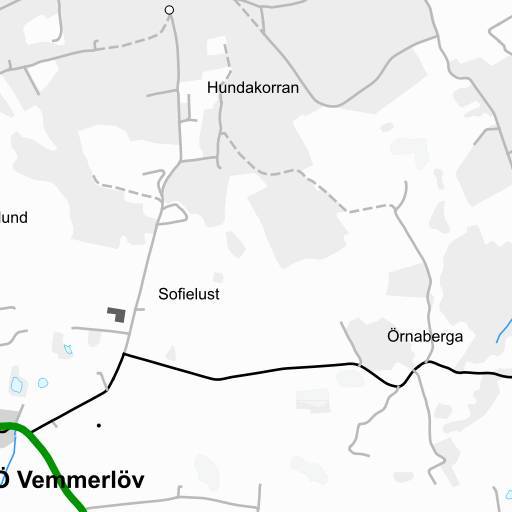 Hundakorran
lund
Sofielust
Örnaberga
Ö Vemmerlöv